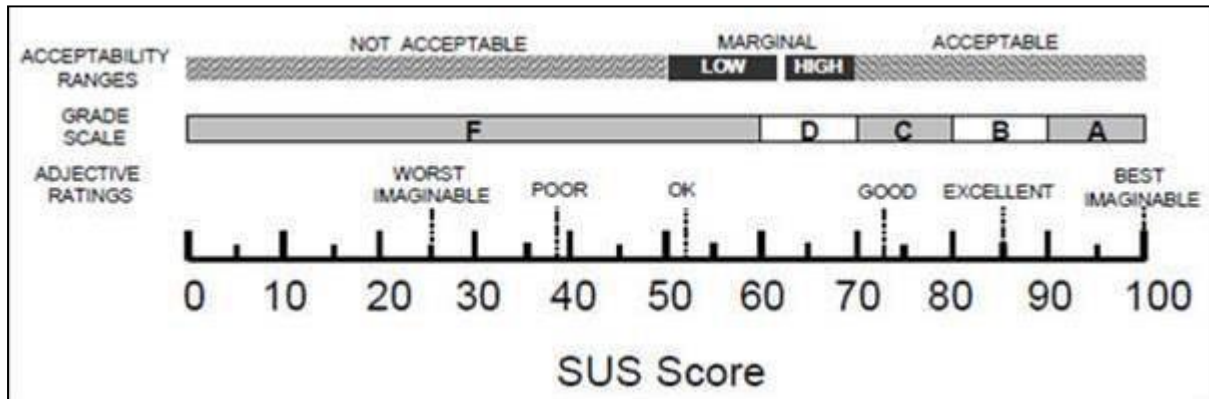 NOT ACCEPTABLE MARGINAL ACCEPTABLE
ACCEPTABILITY
RANGES
LOW HIGH
GRADE
SCALE
F D C B A
ADJECTIVE
RATINGS
WORST
IMAGINABLE
POOR
OK
GOOD
EXCELLENT
BEST
IMAGINABLE
0 10 20 30 40 50 60 70 80 90 100
SUS Score